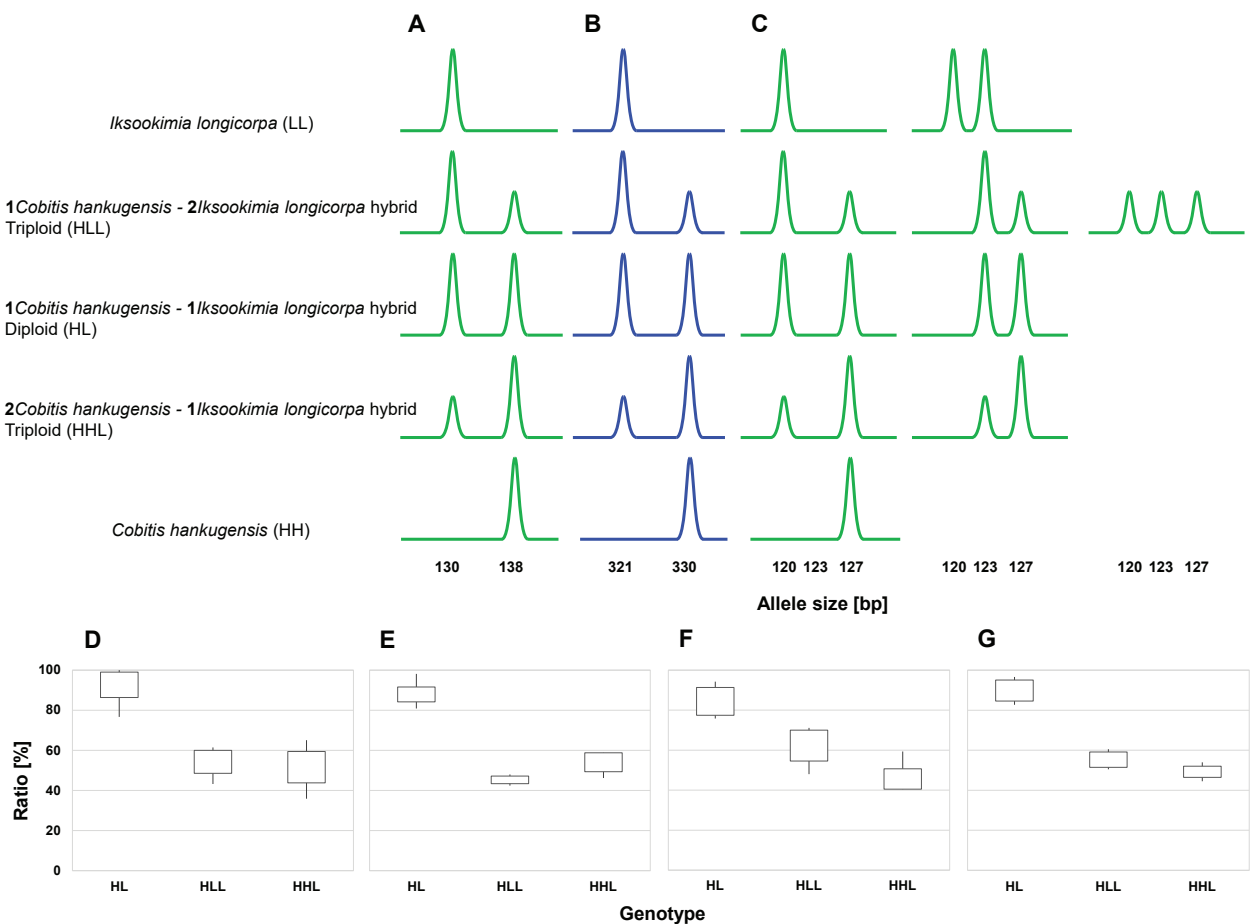 A B C
Iksookimia longicorpa (LL)
1Cobitis hankugensis - 2Iksookimia longicorpa hybrid
Triploid (HLL)
1Cobitis hankugensis - 1Iksookimia longicorpa hybrid
Diploid (HL)
2Cobitis hankugensis - 1Iksookimia longicorpa hybrid
Triploid (HHL)
Cobitis hankugensis (HH)
130 138 321 330 120 123 127 120 123 127 120 123 127
Allele size [bp]
D E F G
100
80
60
40
20
0
Ratio [%]
HL HLL HHL HL HLL HHL HL HLL HHL HL HLL HHL
Genotype